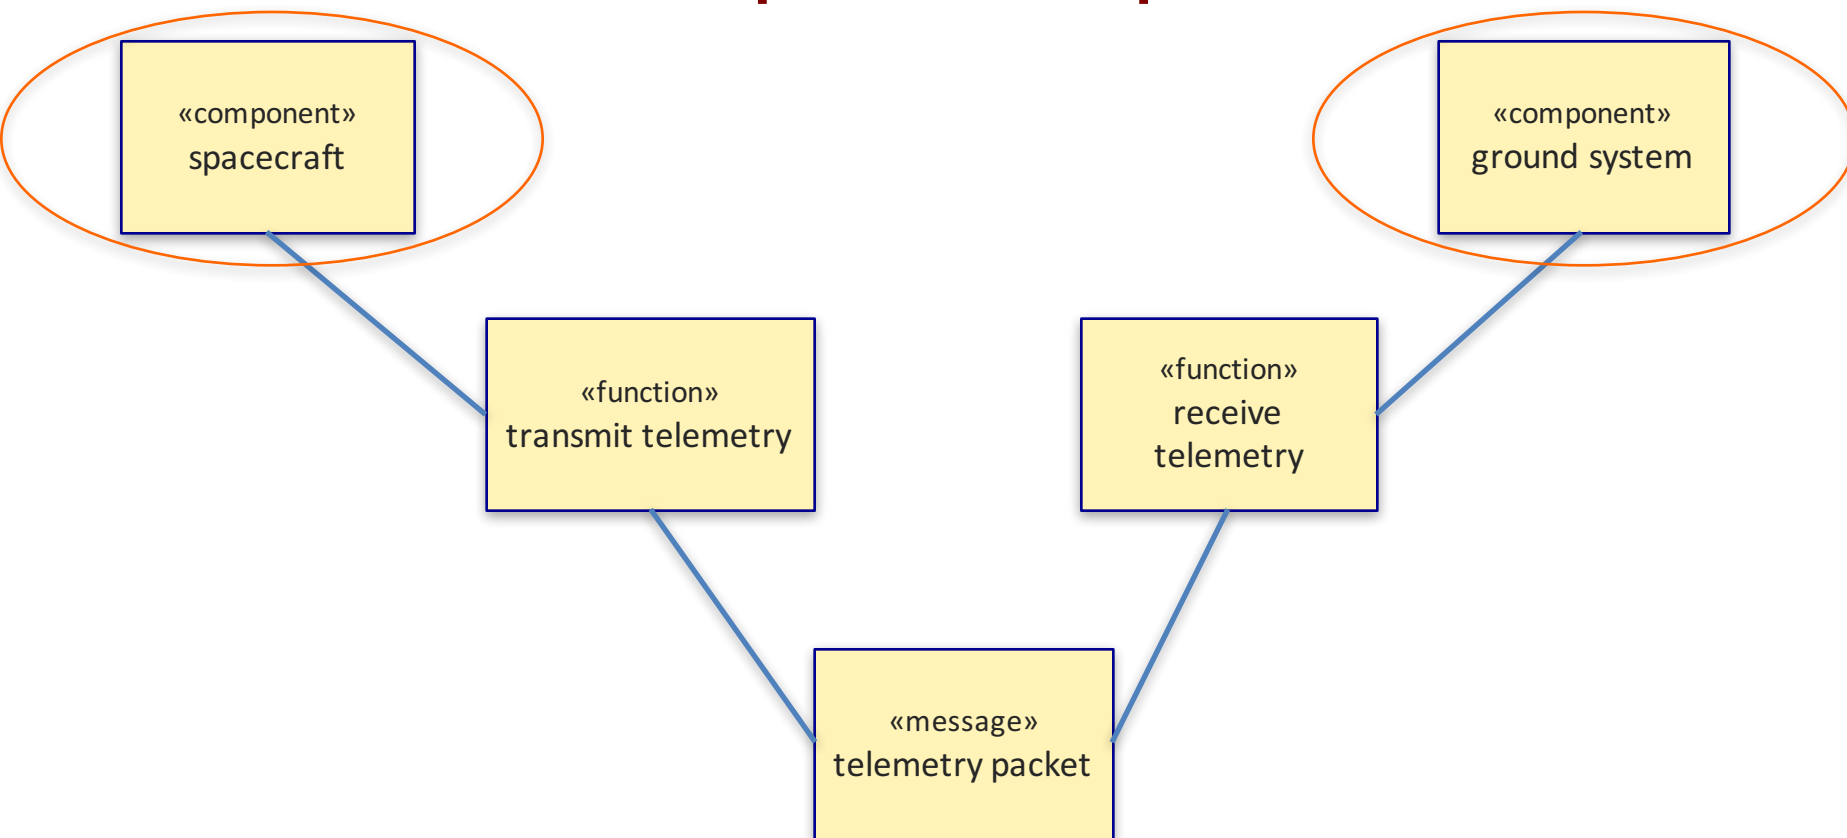 «component»
spacecraft
«component»
ground system
«function»
transmit telemetry
«function»
receive
telemetry
«message»
telemetry packet